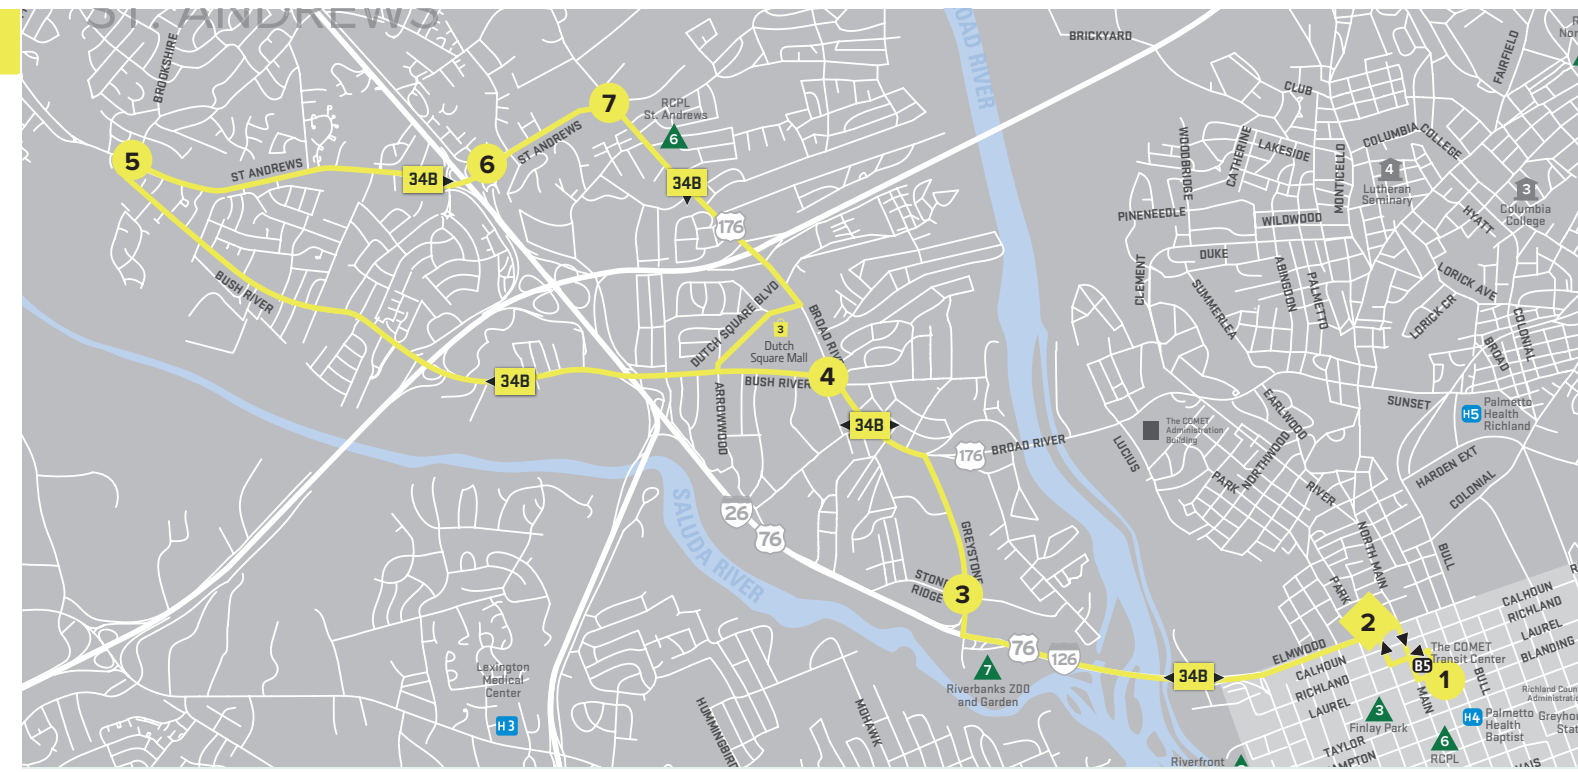 ST. ANDREWS
BROAD RIVER
BRICKYARD
FAIRFIELD
BROOKSHIRE
CLUB
7
RCPL
St. Andrews
6
ST ANDREWS
COLUMBIA COLLEGE
WOODBRIDGE
CATHERINE
LAKESIDE
MONTICELLO
5
ST ANDREWS
34B
6
34B
4
Lutheran
Seminary
3
Columbia
College
176
PINENEEDLE
WILDWOOD
HYATT
DUKE
CLEMENT
SUMMERLEA
ABINGDON
PALMETTO
LORICK AVE
LORICK CR
COLONIAL
BROAD
BUSH RIVER
DUTCH SQUARE BLVD
3
Dutch
Square Mall
BROAD RIVER
34B
BUSH RIVER
4
ARROWWOOD
34B
SUNSET
H5
Palmetto
Health
Richland
EARLWOOD
The COMET
Administration
Building
176
BROAD RIVER
LUCIUS
NORTHWOOD
PARK
RIVER
HARDEN EXT
COLONIAL
SALUDA RIVER
26
76
GREYSTONE
NORTH MAIN
BULL
STONE
RIDGE
3
PARK
2
CALHOUN
RICHLAND
LAUREL
BLANDING
76
126
34B
ELMWOOD
CALHOUN
RICHLAND
LAUREL
The COMET
Transit Center
B5
1
MAIN
BULL
7
Riverbanks ZOO
and Garden
Lexington
Medical
Center
H3
HUMMINGBIRD
MOHAWK
3
Finlay Park
H4
Palmetto
Health
Baptist
6
RCPL
TAYLOR
Riverfront